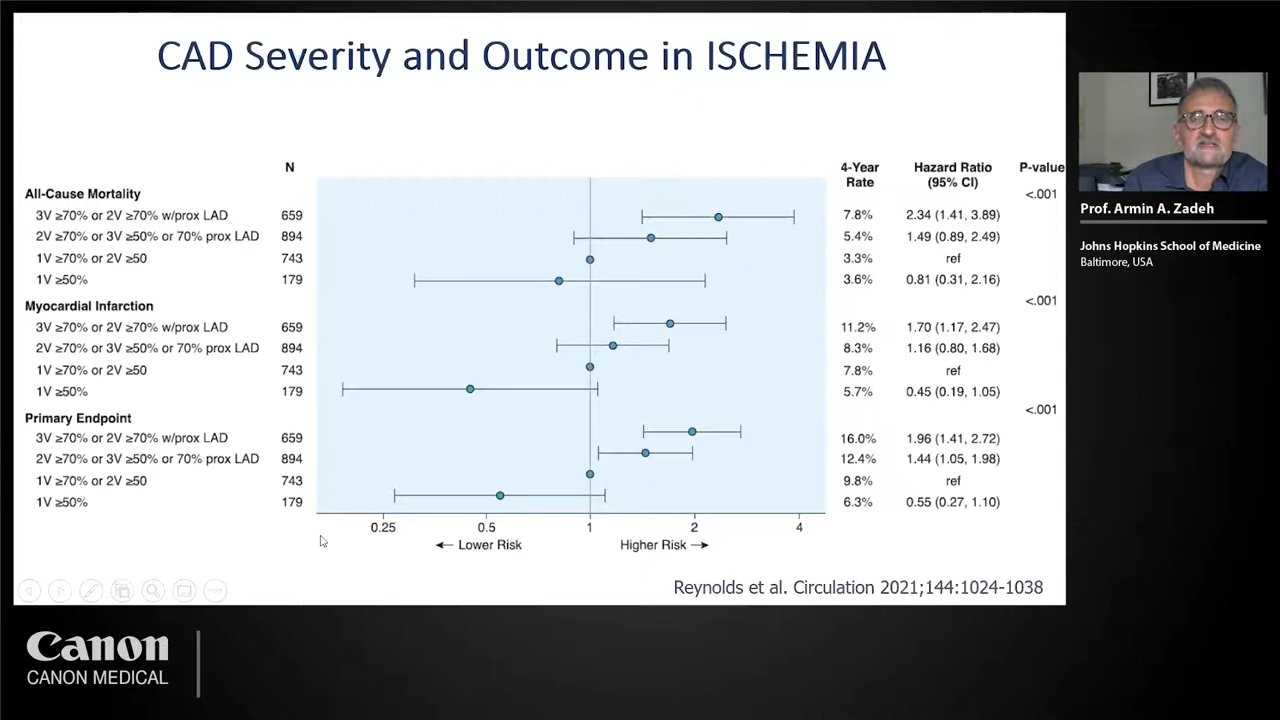 CAD Severity and Outcome in ISCHEMIA
N
4-Year Rate
Hazard Ratio (95% CI)
P-value
All-Cause Mortality
<.001
3V ≥70% or 2V ≥70% w/prox LAD 659 7.8% 2.34 (1.41, 3.89)
2V ≥70% or 3V ≥50% or 70% prox LAD 894 5.4% 1.49 (0.89, 2.49)
1V ≥70% or 2V ≥50 743 3.3% ref
1V ≥50% 179 3.6% 0.81 (0.31, 2.16)
Myocardial Infarction
<.001
3V ≥70% or 2V ≥70% w/prox LAD 659 11.2% 1.70 (1.17, 2.47)
2V ≥70% or 3V ≥50% or 70% prox LAD 894 8.3% 1.16 (0.80, 1.68)
1V ≥70% or 2V ≥50 743 7.8% ref
1V ≥50% 179 5.7% 0.45 (0.19, 1.05)
Primary Endpoint
<.001
3V ≥70% or 2V ≥70% w/prox LAD 659 16.0% 1.96 (1.41, 2.72)
2V ≥70% or 3V ≥50% or 70% prox LAD 894 12.4% 1.44 (1.05, 1.98)
1V ≥70% or 2V ≥50 743 9.8% ref
1V ≥50% 179 6.3% 0.55 (0.27, 1.10)
0.25 0.5 1 2 4
← Lower Risk Higher Risk →
Reynolds et al. Circulation 2021;144:1024-1038
Prof. Armin A. Zadeh
Johns Hopkins School of Medicine
Baltimore, USA
Canon
CANON MEDICAL